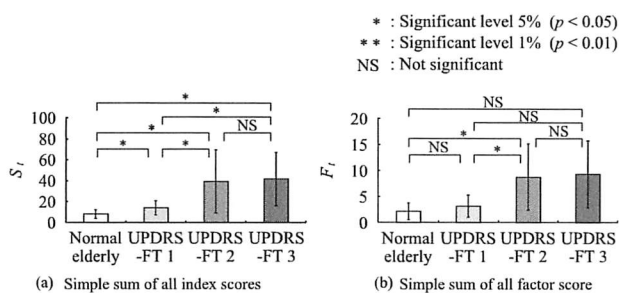 * : Significant level 5% (p < 0.05)
** : Significant level 1% (p < 0.01)
NS : Not significant
100
80
60
40
20
0
S_I
*
*
*
NS
*
*
Normal elderly
UPDRS -FT 1
UPDRS -FT 2
UPDRS -FT 3
(a) Simple sum of all index scores
20
15
10
5
0
F_I
NS
NS
*
NS
NS
*
Normal elderly
UPDRS -FT 1
UPDRS -FT 2
UPDRS -FT 3
(b) Simple sum of all factor score